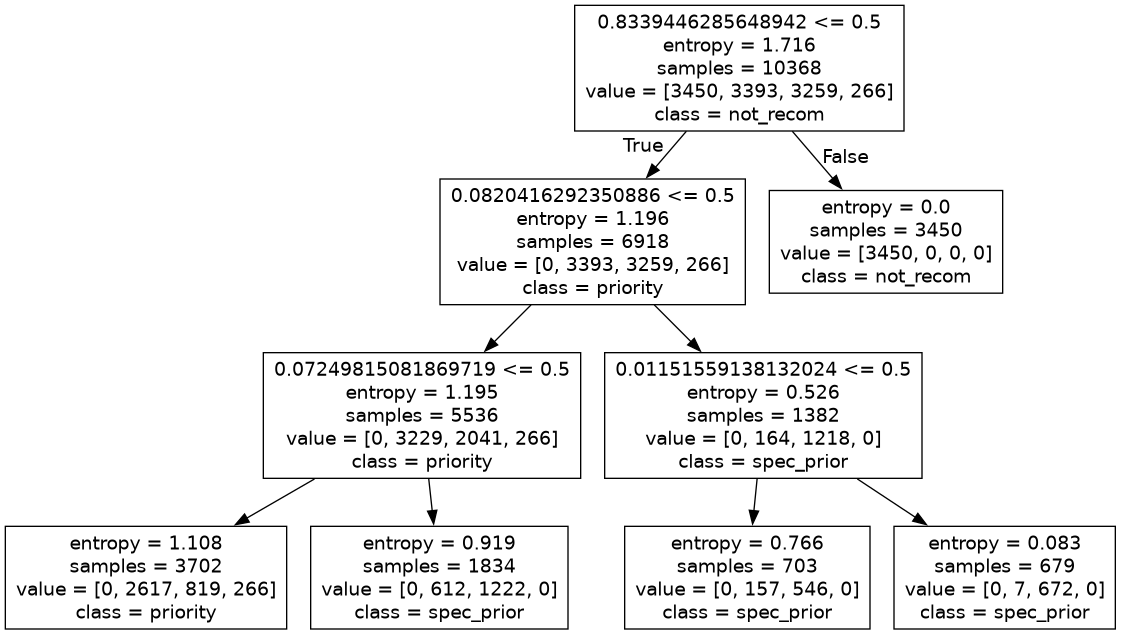 0.8339446285648942 <= 0.5
entropy = 1.716
samples = 10368
value = [3450, 3393, 3259, 266]
class = not_recom
True
False
0.0820416292350886 <= 0.5
entropy = 1.196
samples = 6918
value = [0, 3393, 3259, 266]
class = priority
entropy = 0.0
samples = 3450
value = [3450, 0, 0, 0]
class = not_recom
0.07249815081869719 <= 0.5
entropy = 1.195
samples = 5536
value = [0, 3229, 2041, 266]
class = priority
0.01151559138132024 <= 0.5
entropy = 0.526
samples = 1382
value = [0, 164, 1218, 0]
class = spec_prior
entropy = 1.108
samples = 3702
value = [0, 2617, 819, 266]
class = priority
entropy = 0.919
samples = 1834
value = [0, 612, 1222, 0]
class = spec_prior
entropy = 0.766
samples = 703
value = [0, 157, 546, 0]
class = spec_prior
entropy = 0.083
samples = 679
value = [0, 7, 672, 0]
class = spec_prior